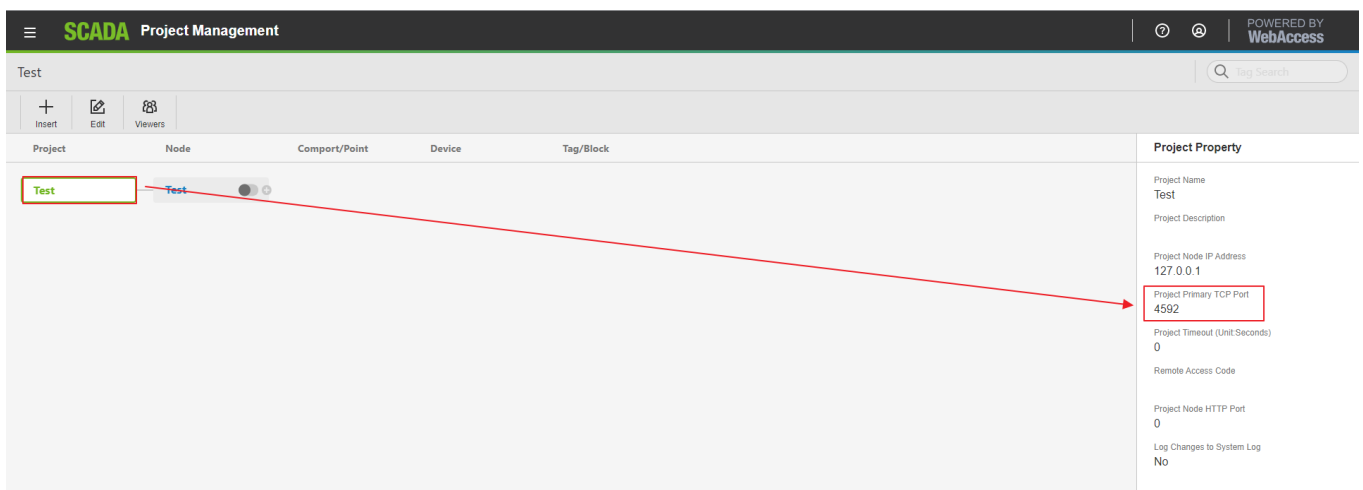 SCADA Project Management
POWERED BY
WebAccess
Test
Tag Search
Insert Edit Viewers
Project Node Comport/Point Device Tag/Block
Project Property
Test Test
Project Name
Test
Project Description
Project Node IP Address
127.0.0.1
Project Primary TCP Port
4592
Project Timeout (Unit:Seconds)
0
Remote Access Code
Project Node HTTP Port
0
Log Changes to System Log
No